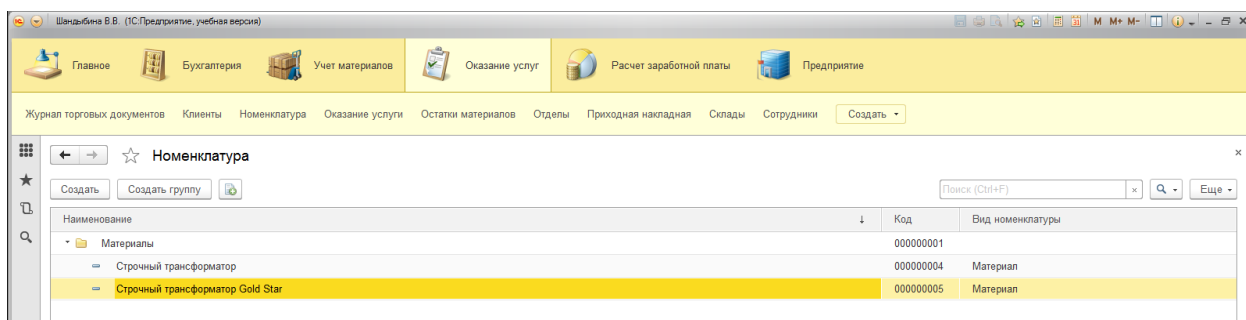 Шандыбина В.В. (1С:Предприятие, учебная версия) M M+ M-
Главное Бухгалтерия Учет материалов Оказание услуг Расчет заработной платы Предприятие
Журнал торговых документов Клиенты Номенклатура Оказание услуги Остатки материалов Отделы Приходная накладная Склады Сотрудники Создать
Номенклатура
Создать Создать группу Поиск (Ctrl+F) Еще
Наименование Код Вид номенклатуры
Материалы 000000001
Строчный трансформатор 000000004 Материал
Строчный трансформатор Gold Star 000000005 Материал